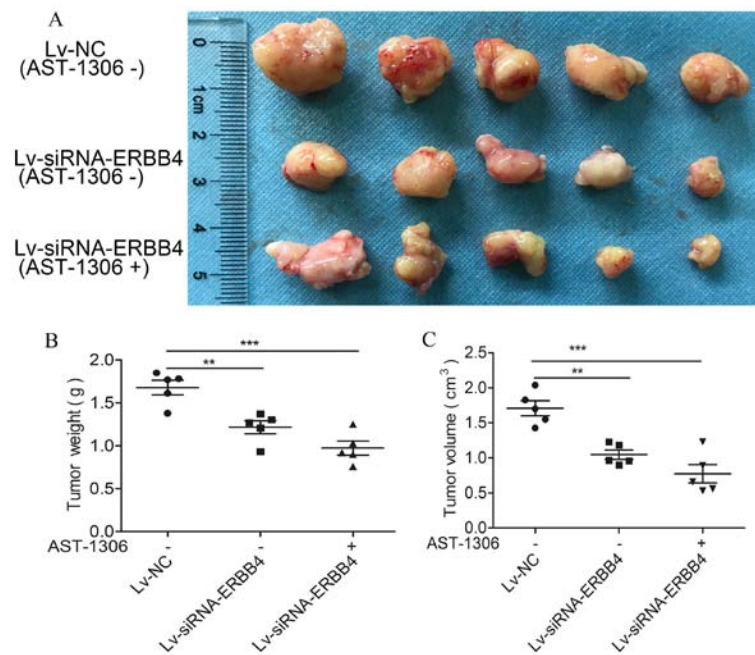 A
Lv-NC
(AST-1306 -)
Lv-siRNA-ERBB4
(AST-1306 -)
Lv-siRNA-ERBB4
(AST-1306 +)
0
1cm
2
3
4
5
B
Tumor weight ( g )
2.0
1.5
1.0
0.5
0.0
***
**
AST-1306
- - +
Lv-NC
Lv-siRNA-ERBB4
Lv-siRNA-ERBB4
C
Tumor volume ( cm3 )
2.5
2.0
1.5
1.0
0.5
0.0
***
**
AST-1306
- - +
Lv-NC
Lv-siRNA-ERBB4
Lv-siRNA-ERBB4